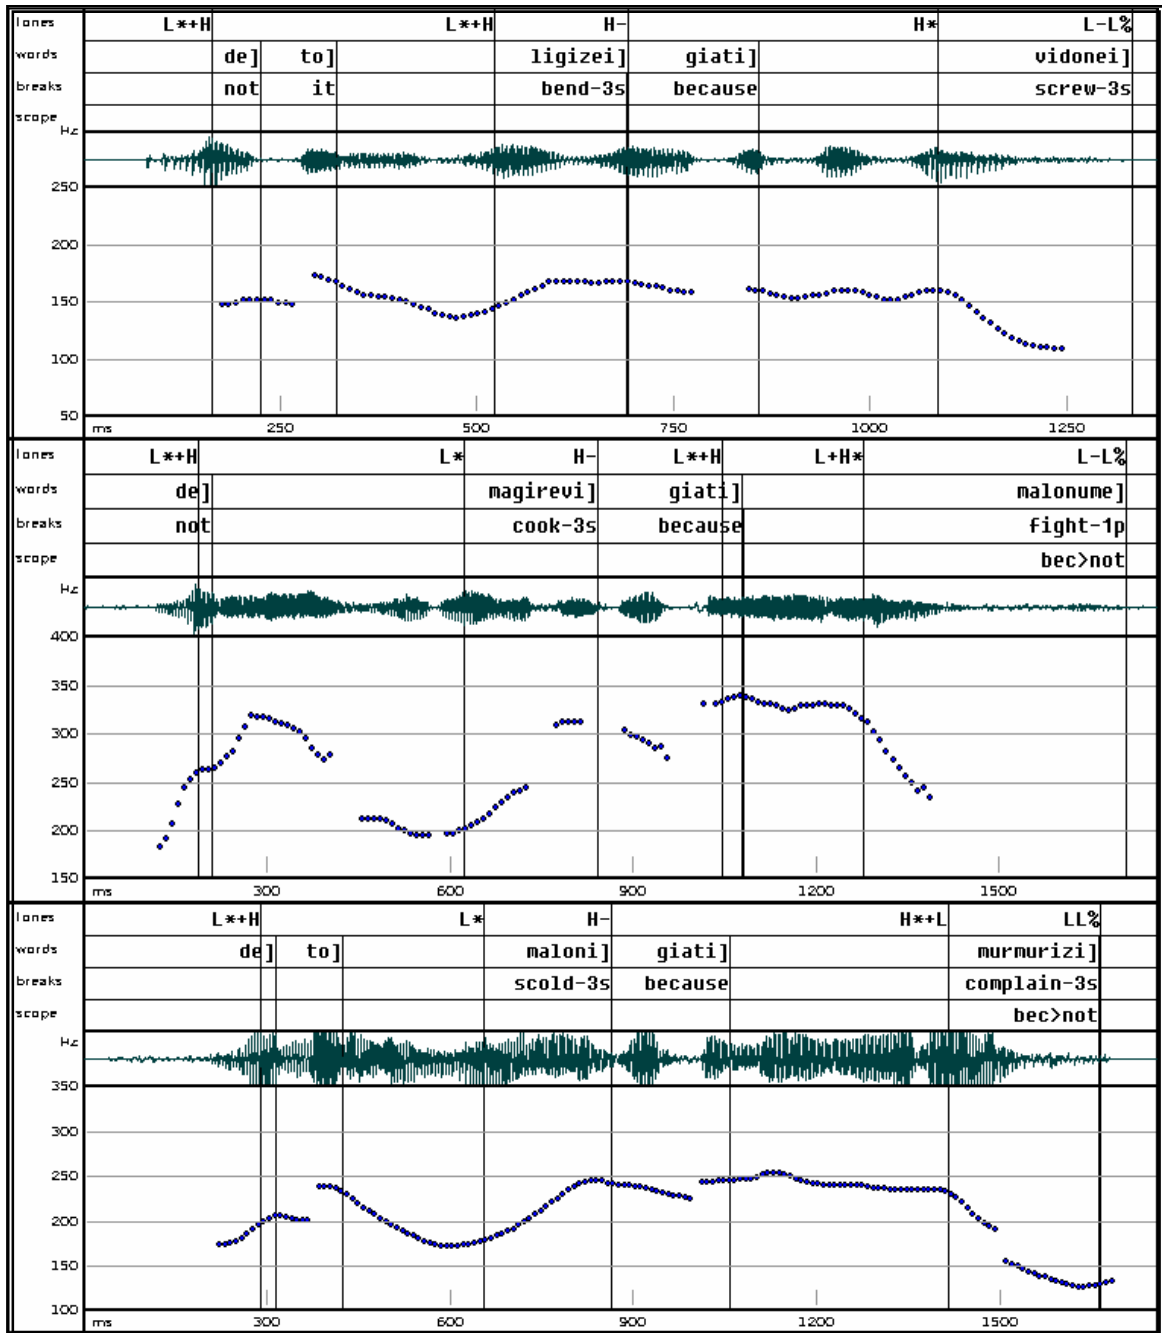 tones L*+H L*+H H- H* L-L%
words de] to] ligizei] giati] vidonei]
breaks not it bend-3s because screw-3s
scope
Hz
250
200
150
100
50
ms 250 500 750 1000 1250
tones L*+H L* H- L*+H L+H* L-L%
words de] magirevi] giati] malonume]
breaks not cook-3s because fight-1p
scope bec>not
Hz
400
350
300
250
200
150
ms 300 600 900 1200 1500
tones L*+H L* H- H*+L LL%
words de] to] maloni] giati] murmurizi]
breaks scold-3s because complain-3s
scope bec>not
Hz
350
300
250
200
150
100
ms 300 600 900 1200 1500